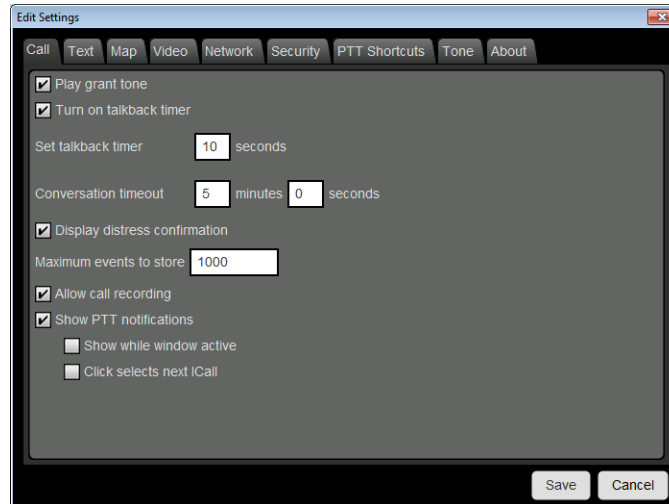 Edit Settings
Call Text Map Video Network Security PTT Shortcuts Tone About
Play grant tone
Turn on talkback timer
Set talkback timer 10 seconds
Conversation timeout 5 minutes 0 seconds
Display distress confirmation
Maximum events to store 1000
Allow call recording
Show PTT notifications
Show while window active
Click selects next ICall
Save Cancel